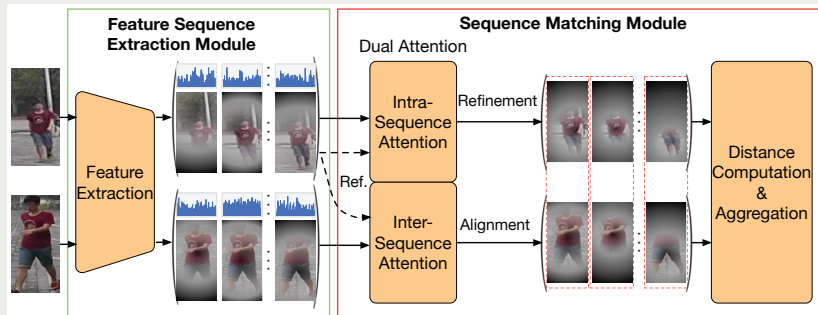 Feature Sequence
Extraction Module
Sequence Matching Module
Dual Attention
Feature
Extraction
Intra-
Sequence
Attention
Refinement
Ref.
Inter-
Sequence
Attention
Alignment
Distance
Computation
&
Aggregation